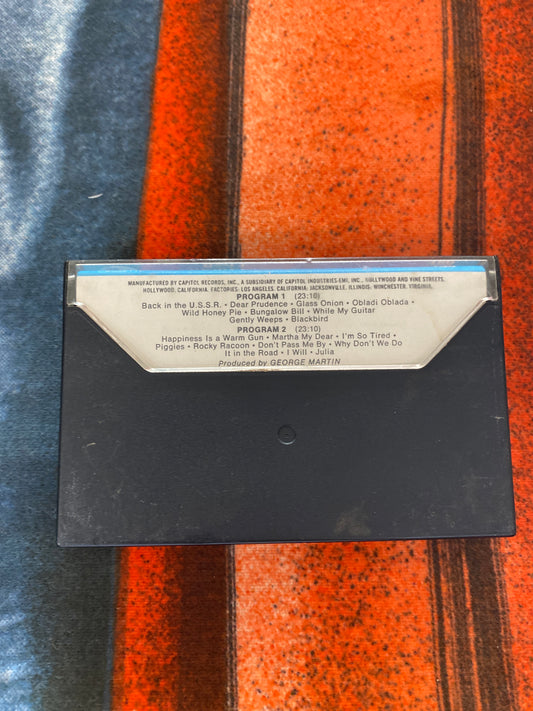 MANUFACTURED BY CAPITOL RECORDS, INC., A SUBSIDIARY OF CAPITOL INDUSTRIES-EMI, INC., HOLLYWOOD AND VINE STREETS,
HOLLYWOOD, CALIFORNIA. FACTORIES: LOS ANGELES, CALIFORNIA; JACKSONVILLE, ILLINOIS; WINCHESTER, VIRGINIA.
PROGRAM 1 (23:10)
Back in the U.S.S.R. • Dear Prudence • Glass Onion • Obladi Oblada •
Wild Honey Pie • Bungalow Bill • While My Guitar
Gently Weeps • Blackbird
PROGRAM 2 (23:10)
Happiness Is a Warm Gun • Martha My Dear • I'm So Tired •
Piggies • Rocky Racoon • Don't Pass Me By • Why Don't We Do
It in the Road • I Will • Julia
Produced by GEORGE MARTIN